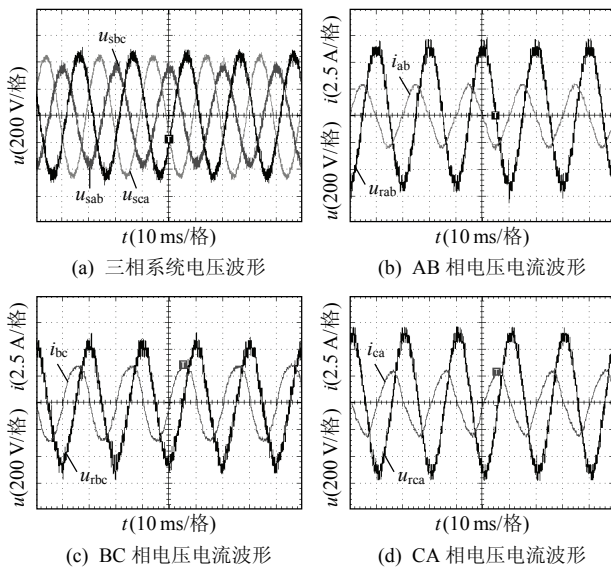 u(200 V/格)
u_sbc
u_sab
u_sca
T
t(10 ms/格)
(a) 三相系统电压波形
u(200 V/格) i(2.5 A/格)
i_ab
u_rab
T
t(10 ms/格)
(b) AB 相电压电流波形
u(200 V/格) i(2.5 A/格)
i_bc
u_rbc
T
t(10 ms/格)
(c) BC 相电压电流波形
u(200 V/格) i(2.5 A/格)
i_ca
u_rca
T
t(10 ms/格)
(d) CA 相电压电流波形